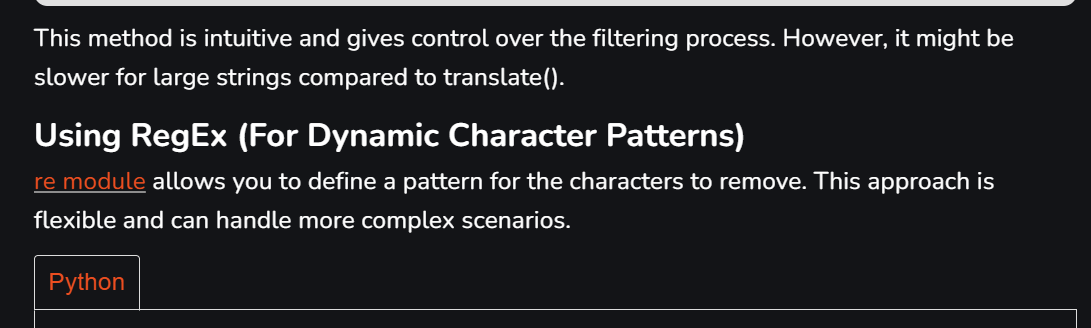 This method is intuitive and gives control over the filtering process. However, it might be
slower for large strings compared to translate().
Using RegEx (For Dynamic Character Patterns)
re module allows you to define a pattern for the characters to remove. This approach is
flexible and can handle more complex scenarios.
Python